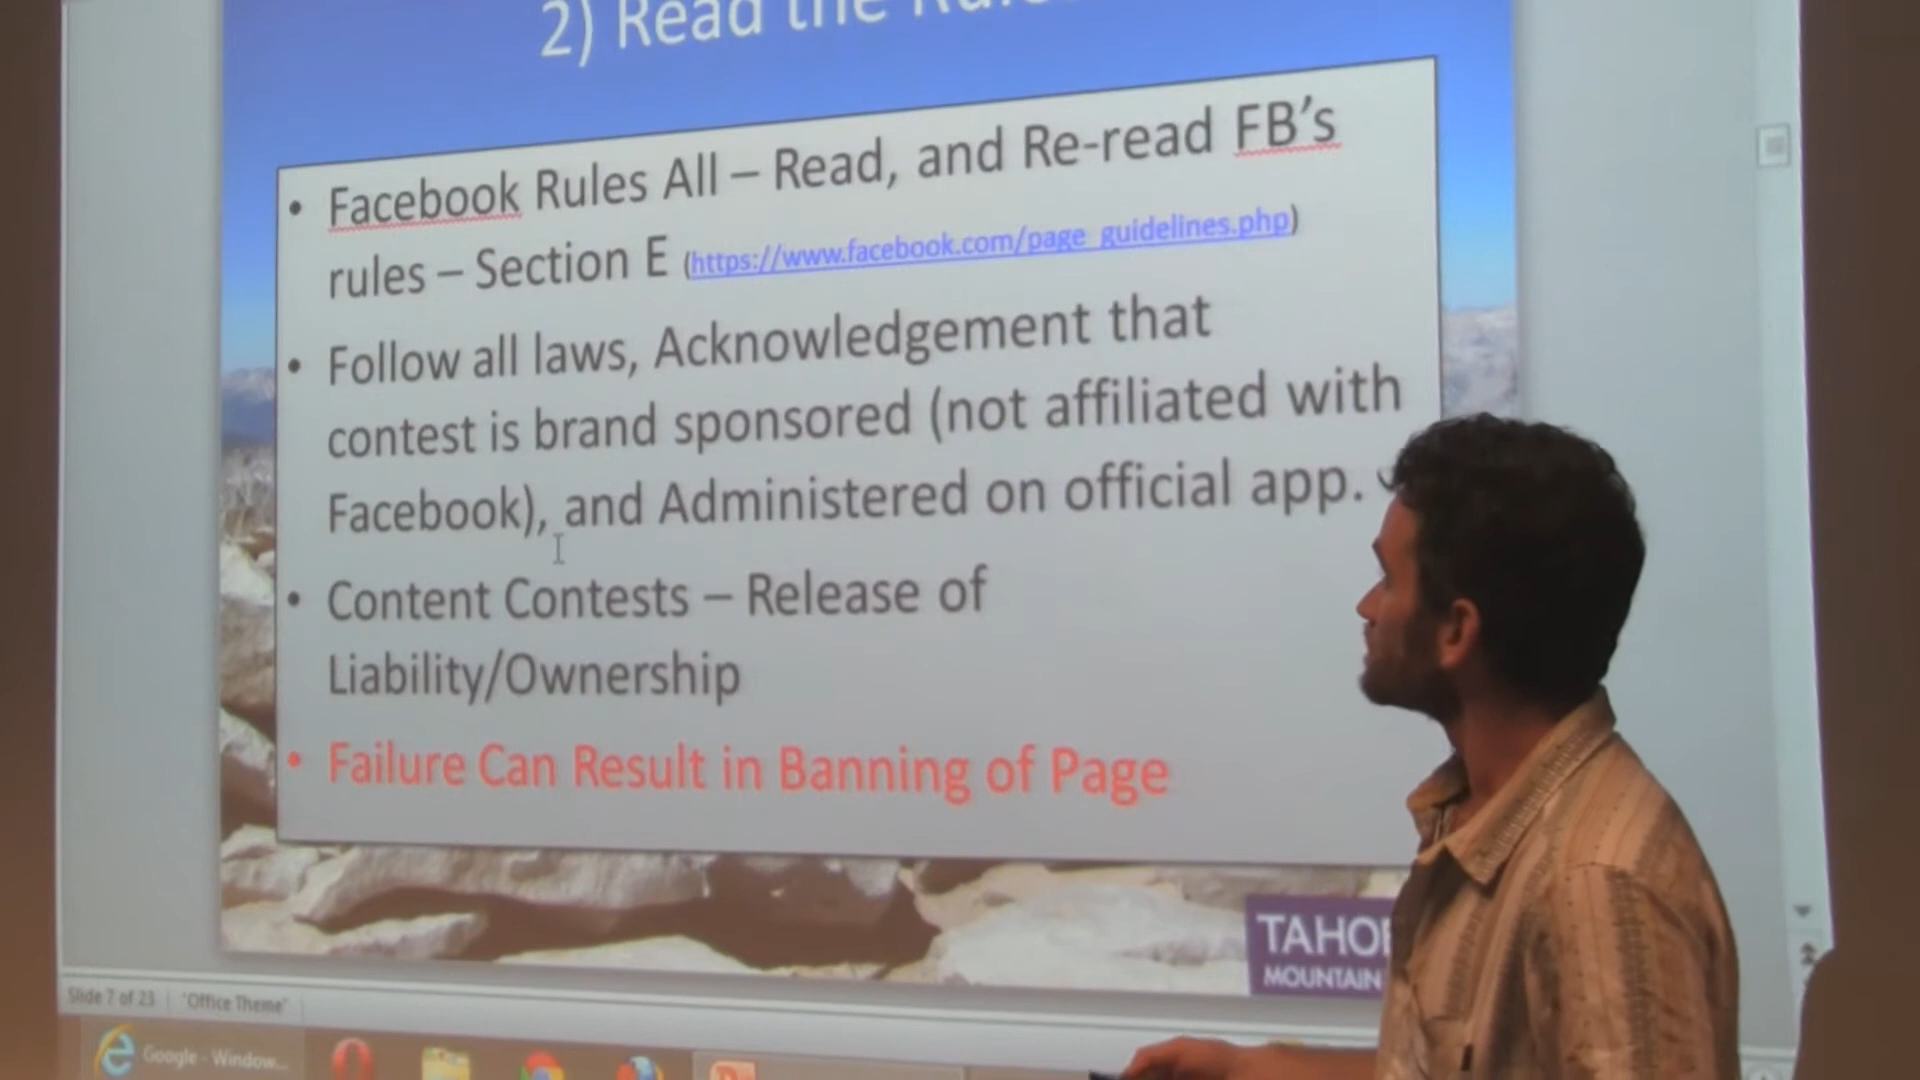 2) Read the
• Facebook Rules All – Read, and Re-read FB's
rules – Section E (https://www.facebook.com/page_guidelines.php)
• Follow all laws, Acknowledgement that
contest is brand sponsored (not affiliated with
Facebook), and Administered on official app.
• Content Contests – Release of
Liability/Ownership
• Failure Can Result in Banning of Page
TAHOE
MOUNTAIN
Slide 7 of 23 "Office Theme"
Google - Window...